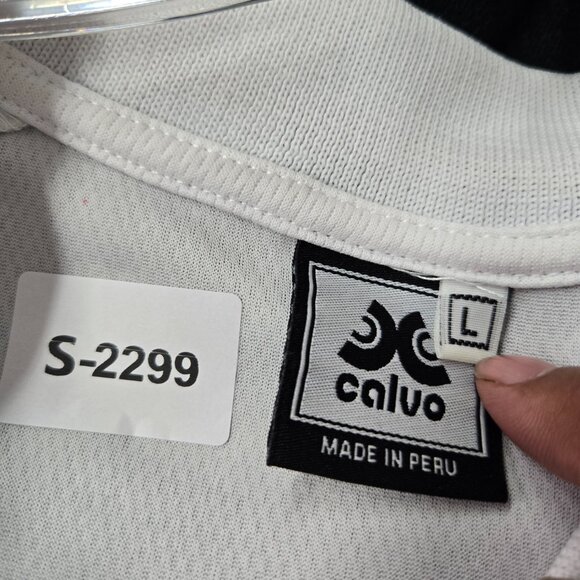 S-2299
L
calvo
MADE IN PERU